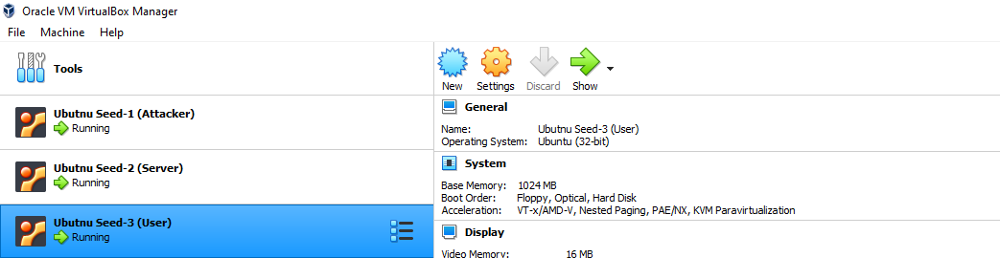 Oracle VM VirtualBox Manager
File Machine Help
Tools
New Settings Discard Show
Ubutnu Seed-1 (Attacker)
Running
Ubutnu Seed-2 (Server)
Running
Ubutnu Seed-3 (User)
Running
General
Name: Ubutnu Seed-3 (User)
Operating System: Ubuntu (32-bit)
System
Base Memory: 1024 MB
Boot Order: Floppy, Optical, Hard Disk
Acceleration: VT-x/AMD-V, Nested Paging, PAE/NX, KVM Paravirtualization
Display
Video Memory: 16 MB